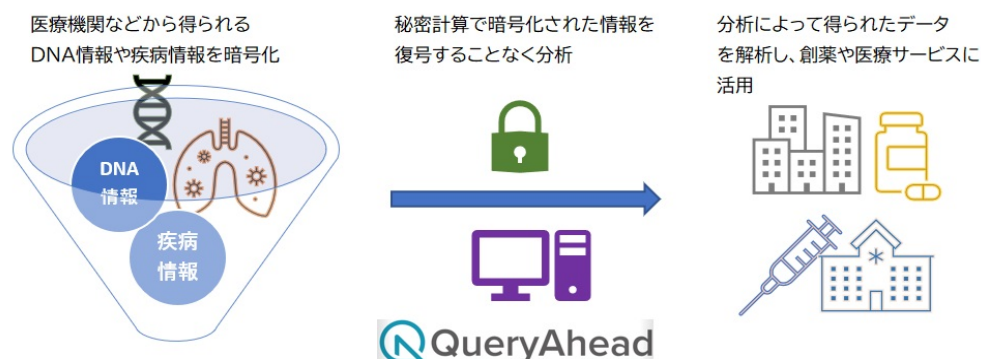 医療機関などから得られる
DNA情報や疾病情報を暗号化
DNA
情報
疾病
情報
秘密計算で暗号化された情報を
復号することなく分析
QueryAhead
分析によって得られたデータ
を解析し、創薬や医療サービスに
活用